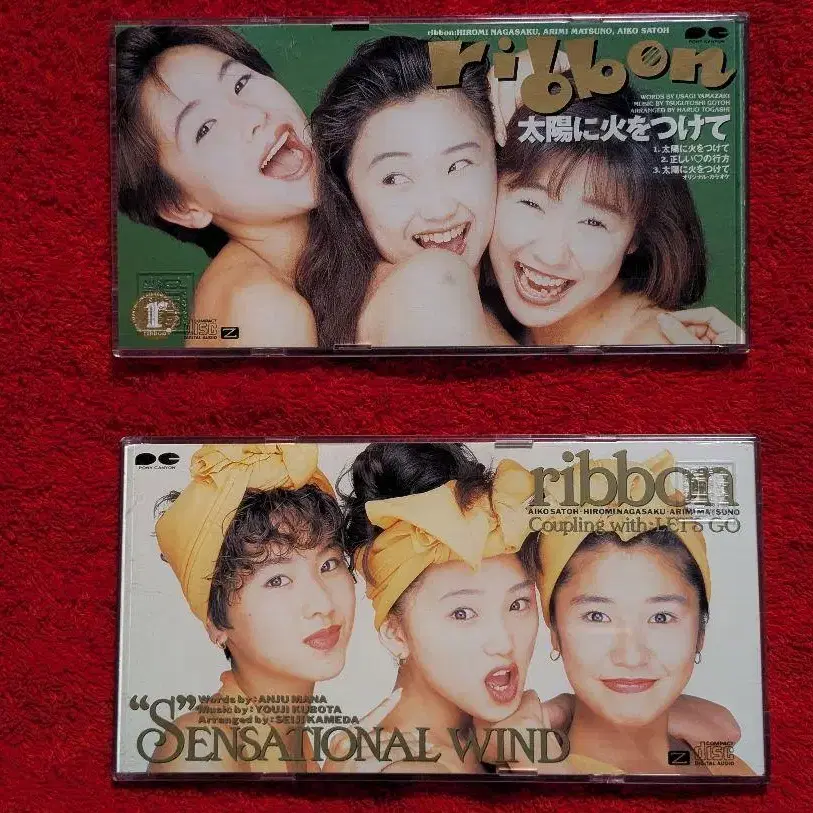 ribbon:HIROMI NAGASAKU, ARIMI MATSUNO, AIKO SATOH
ribbon
WORDS BY USAGI YAMAZAKI
MUSIC BY TSUGUTOSHI GOTOH
ARRANGED BY HARUO TOGASHI
太陽に火をつけて
1. 太陽に火をつけて
2. 正しい♡の行方
3. 太陽に火をつけて
オリジナル・カラオケ
r
COMPACT
disc
DIGITAL AUDIO
Z
PONY CANYON
ribbon
AIKO SATOH·HIROMI NAGASAKU·ARIMI MATSUNO
Coupling with:LET'S GO
Words by:ANJU MANA
Music by:YOUJI KUBOTA
Arranged by:SEIJI KAMEDA
"SENSATIONAL WIND"
Z
COMPACT
disc
DIGITAL AUDIO